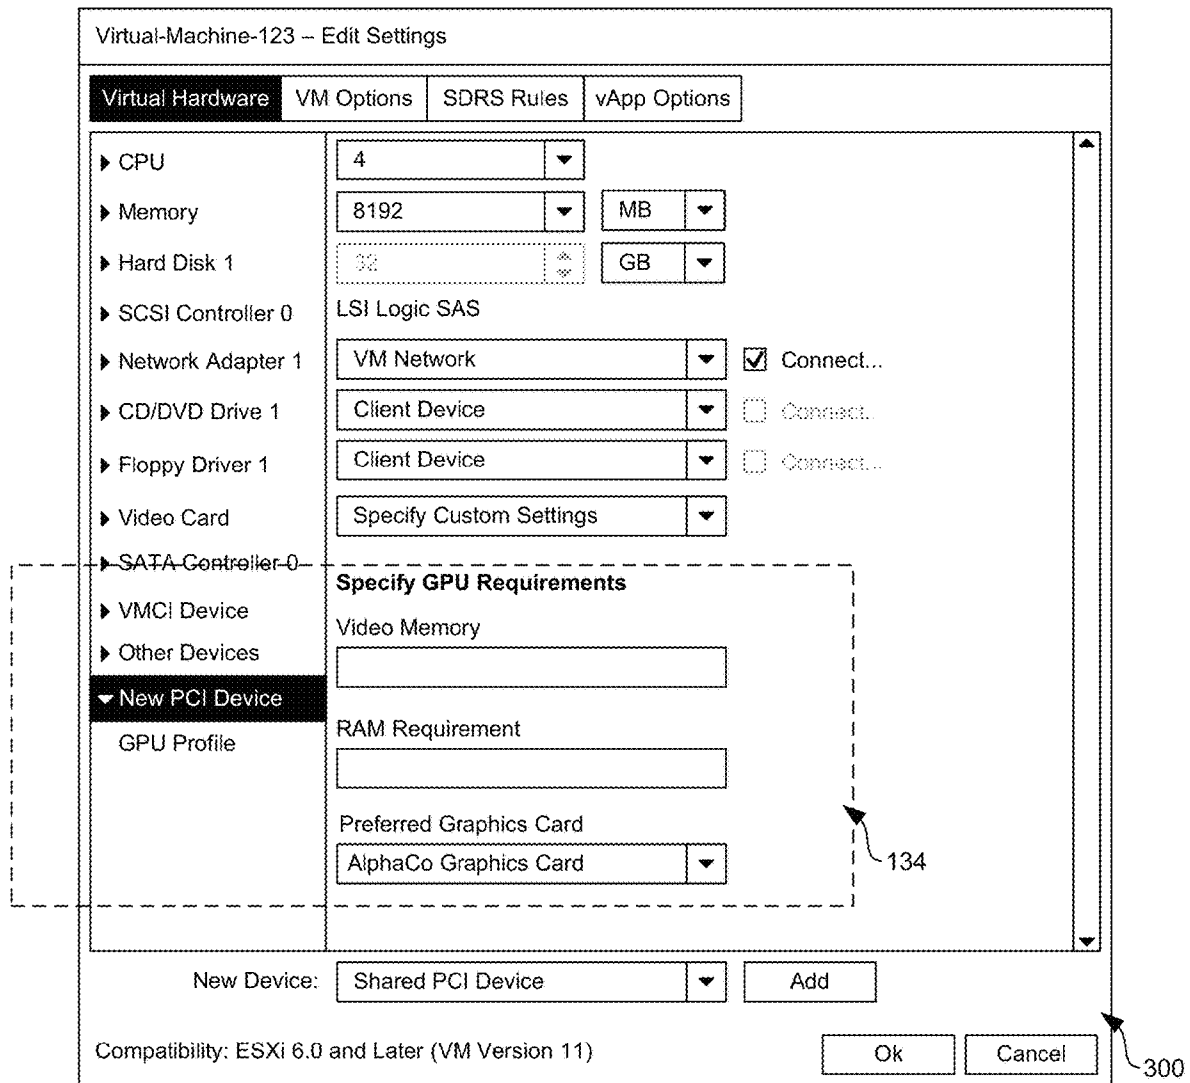 Virtual-Machine-123 – Edit Settings
Virtual Hardware VM Options SDRS Rules vApp Options
CPU 4
Memory 8192 MB
Hard Disk 1 32 GB
SCSI Controller 0 LSI Logic SAS
Network Adapter 1 VM Network Connect...
CD/DVD Drive 1 Client Device Connect...
Floppy Driver 1 Client Device Connect...
Video Card Specify Custom Settings
SATA Controller 0
Specify GPU Requirements
VMCI Device
Video Memory
Other Devices
New PCI Device
RAM Requirement
GPU Profile
Preferred Graphics Card
AlphaCo Graphics Card
134
New Device: Shared PCI Device Add
Compatibility: ESXi 6.0 and Later (VM Version 11) Ok Cancel
300